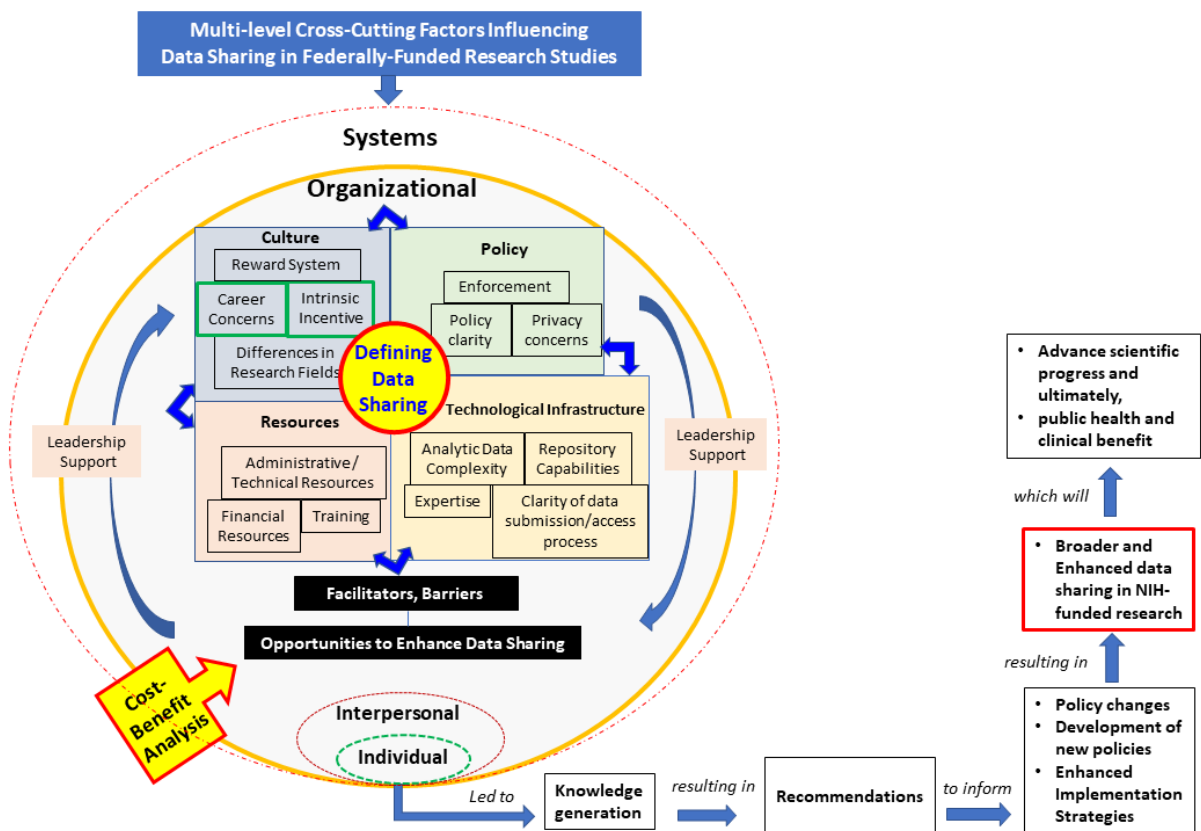 Multi-level Cross-Cutting Factors Influencing
Data Sharing in Federally-Funded Research Studies
Systems
Organizational
Culture
Reward System
Career
Concerns
Intrinsic
Incentive
Differences in
Research Fields
Policy
Enforcement
Policy
clarity
Privacy
concerns
Defining
Data
Sharing
Resources
Administrative/
Technical Resources
Financial
Resources
Training
Technological Infrastructure
Analytic Data
Complexity
Repository
Capabilities
Expertise
Clarity of data
submission/access
process
Leadership
Support
Leadership
Support
Facilitators, Barriers
Opportunities to Enhance Data Sharing
Cost-
Benefit
Analysis
Interpersonal
Individual
Led to
Knowledge
generation
resulting in
Recommendations
to inform
• Policy changes
• Development of
new policies
• Enhanced
Implementation
Strategies
resulting in
• Broader and
Enhanced data
sharing in NIH-
funded research
which will
• Advance scientific
progress and
ultimately,
• public health and
clinical benefit